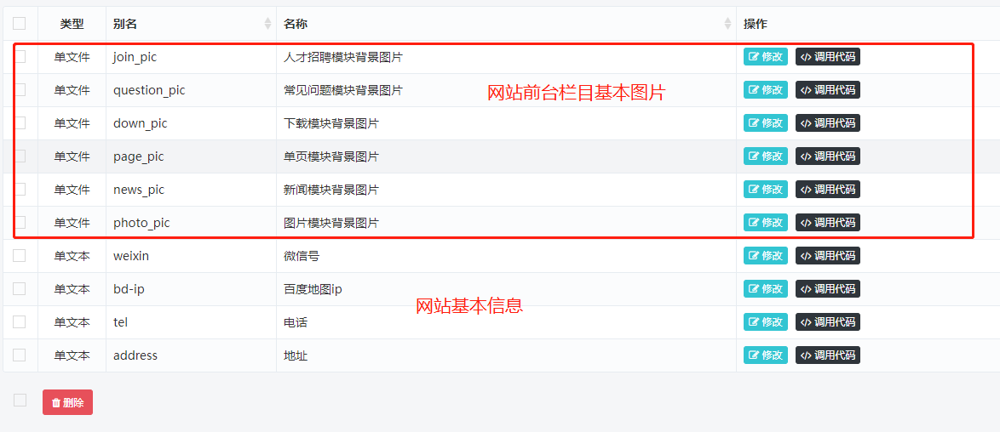 类型 别名 名称 操作
单文件 join_pic 人才招聘模块背景图片 修改 </> 调用代码
单文件 question_pic 常见问题模块背景图片 网站前台栏目基本图片 修改 </> 调用代码
单文件 down_pic 下载模块背景图片 修改 </> 调用代码
单文件 page_pic 单页模块背景图片 修改 </> 调用代码
单文件 news_pic 新闻模块背景图片 修改 </> 调用代码
单文件 photo_pic 图片模块背景图片 修改 </> 调用代码
单文本 weixin 微信号 修改 </> 调用代码
单文本 bd-ip 百度地图ip 修改 </> 调用代码
网站基本信息
单文本 tel 电话 修改 </> 调用代码
单文本 address 地址 修改 </> 调用代码
删除